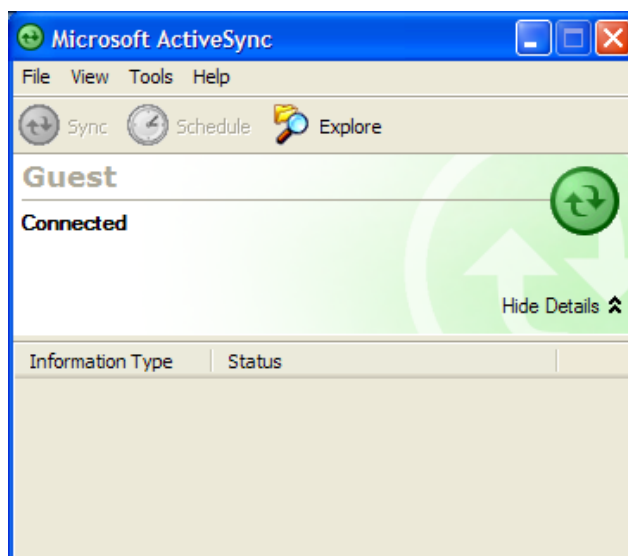 Microsoft ActiveSync
File View Tools Help
Sync Schedule Explore
Guest
Connected
Hide Details
Information Type Status